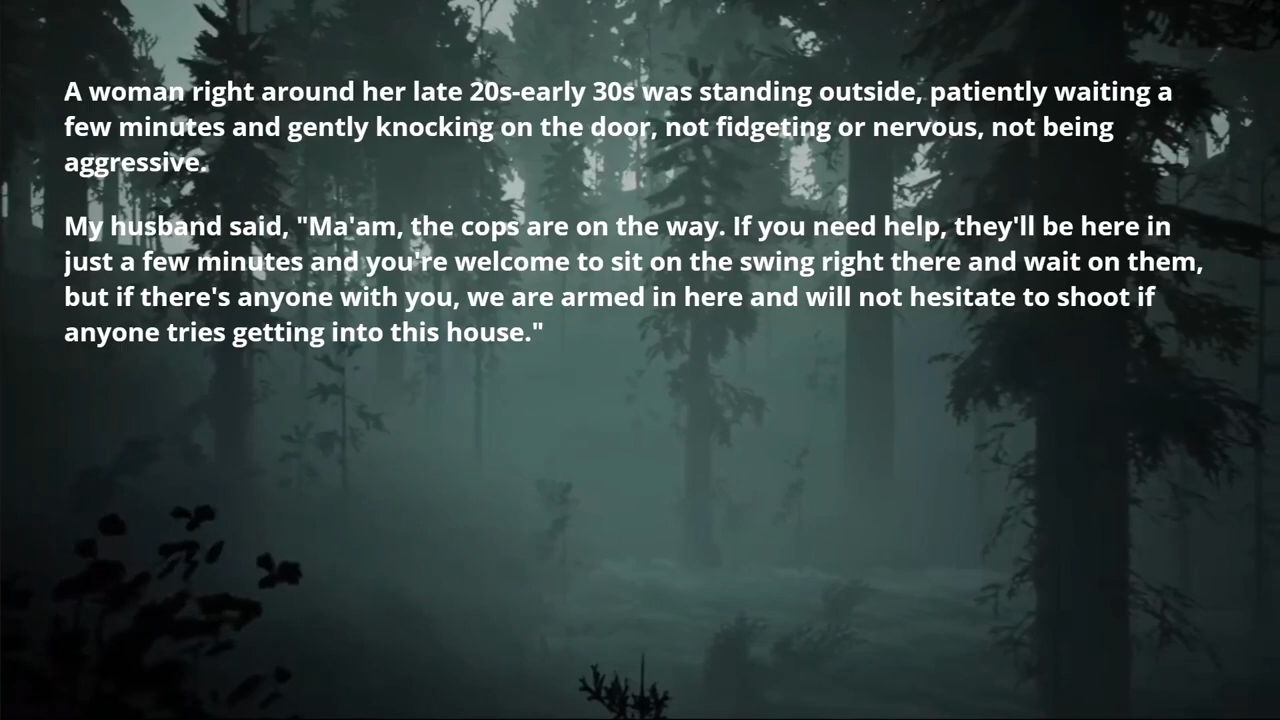 A woman right around her late 20s-early 30s was standing outside, patiently waiting a
few minutes and gently knocking on the door, not fidgeting or nervous, not being
aggressive.
My husband said, "Ma'am, the cops are on the way. If you need help, they'll be here in
just a few minutes and you're welcome to sit on the swing right there and wait on them,
but if there's anyone with you, we are armed in here and will not hesitate to shoot if
anyone tries getting into this house."